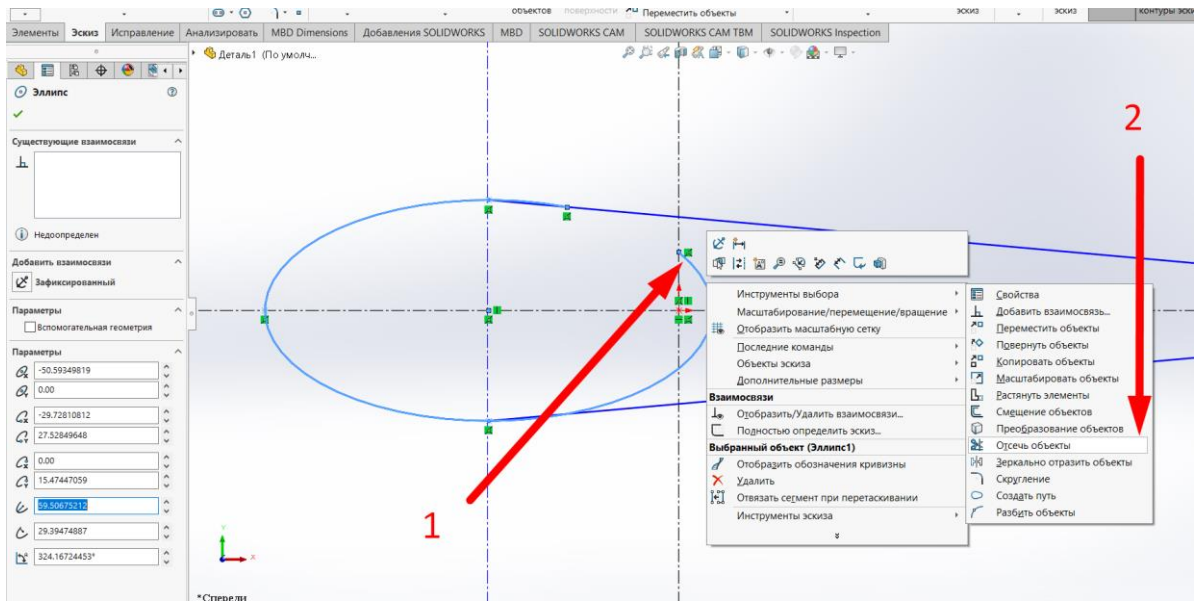 объектов поверхности Переместить объекты эскиз эскиз контуры эски
Элементы Эскиз Исправление Анализировать MBD Dimensions Добавления SOLIDWORKS MBD SOLIDWORKS CAM SOLIDWORKS CAM TBM SOLIDWORKS Inspection
Деталь1 (По умолч...
Эллипс
Существующие взаимосвязи
Недоопределен
Добавить взаимосвязи
Зафиксированный
Параметры
Вспомогательная геометрия
Параметры
-50.59349819
0.00
-29.72810812
27.52849648
0.00
15.47447059
59.50675212
29.39474887
324.16724453°
1
2
Инструменты выбора
Масштабирование/перемещение/вращение
Отобразить масштабную сетку
Последние команды
Объекты эскиза
Дополнительные размеры
Взаимосвязи
Отобразить/Удалить взаимосвязи...
Полностью определить эскиз...
Выбранный объект (Эллипс1)
Отобразить обозначения кривизны
Удалить
Отвязать сегмент при перетаскивании
Инструменты эскиза
Свойства
Добавить взаимосвязь...
Переместить объекты
Повернуть объекты
Копировать объекты
Масштабировать объекты
Растянуть элементы
Смещение объектов
Преобразование объектов
Отсечь объекты
Зеркально отразить объекты
Скругление
Создать путь
Разбить объекты
Y
X
*Спереди